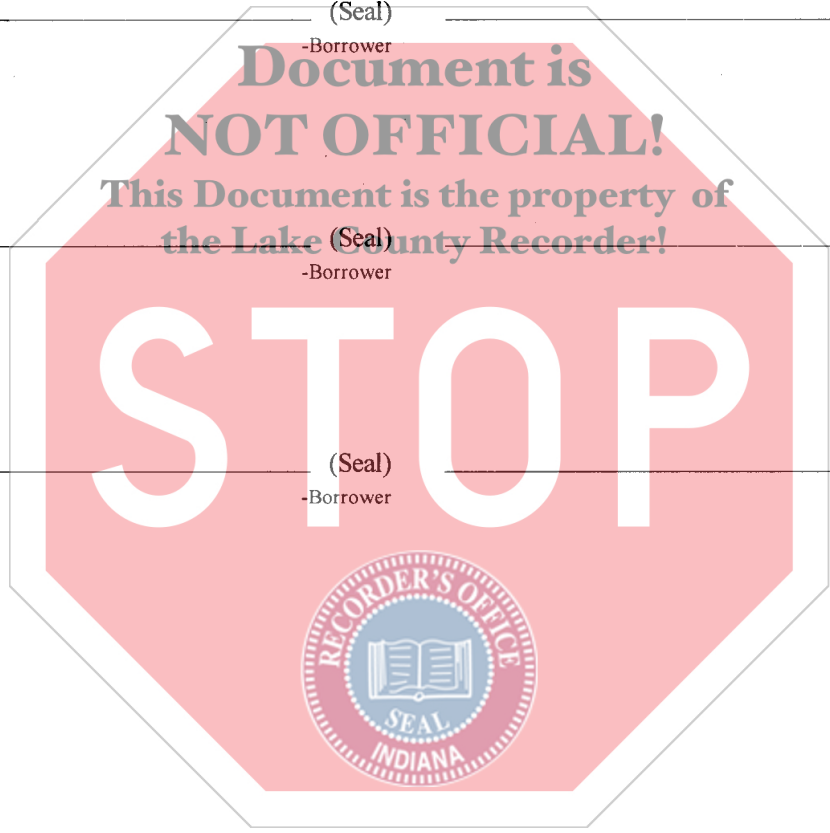 (Seal)
-Borrower
Document is
NOT OFFICIAL!
This Document is the property of
the Lake County Recorder!
(Seal)
-Borrower
STOP
(Seal)
-Borrower
RECORDER'S OFFICE
SEAL
INDIANA